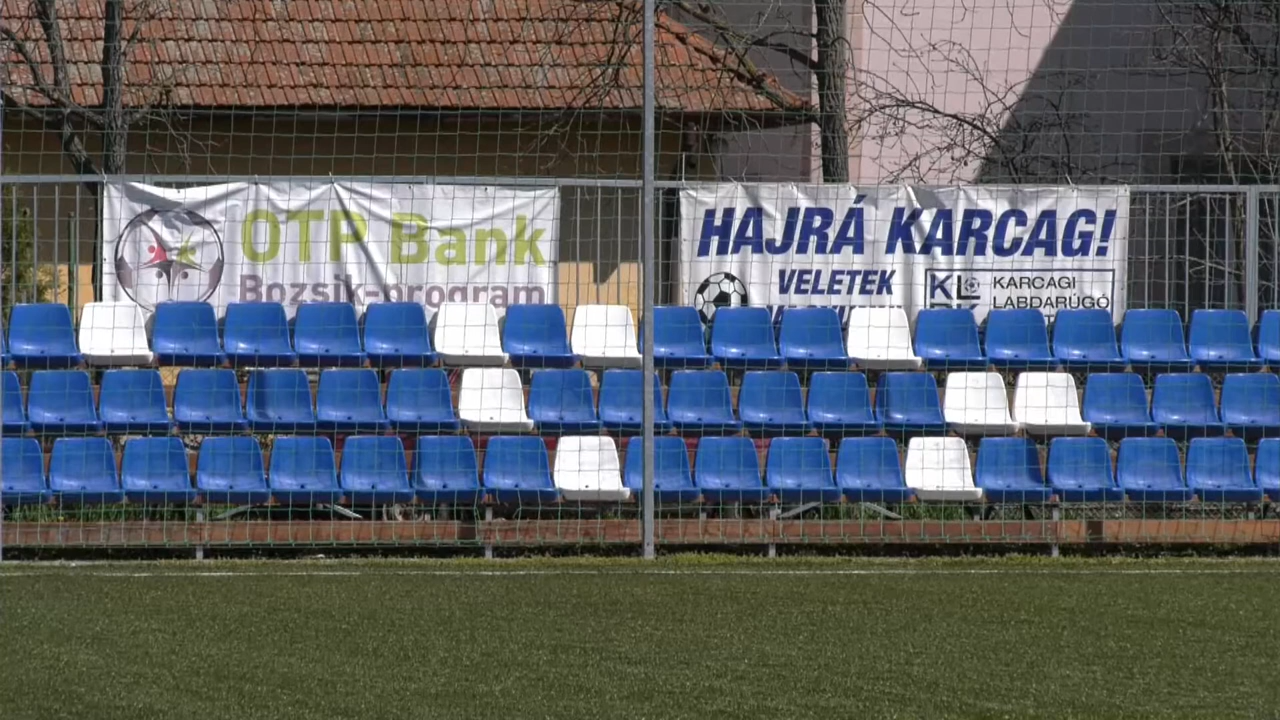 OTP Bank
Bozsik-program
HAJRÁ KARCAG!
VELETEK
KL
KARCAGI
LABDARÚGÓ